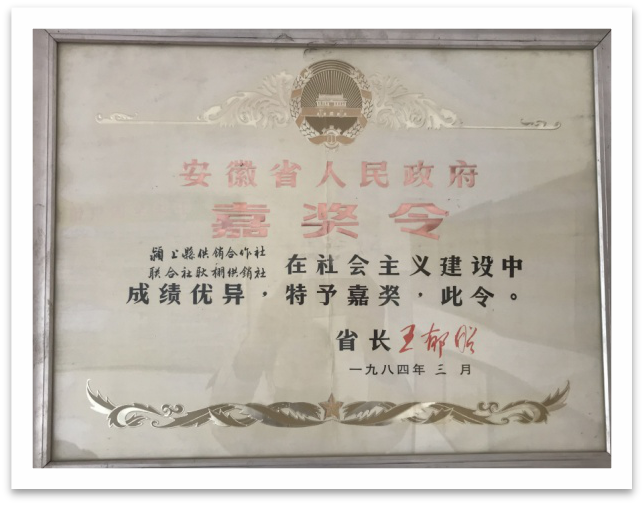 安徽省人民政府
嘉奖令
颍上縣供销合作社
联合社耿棚供销社
在社会主义建设中
成绩优异，特予嘉奖，此令。
省长王郁昭
一九八四年三月